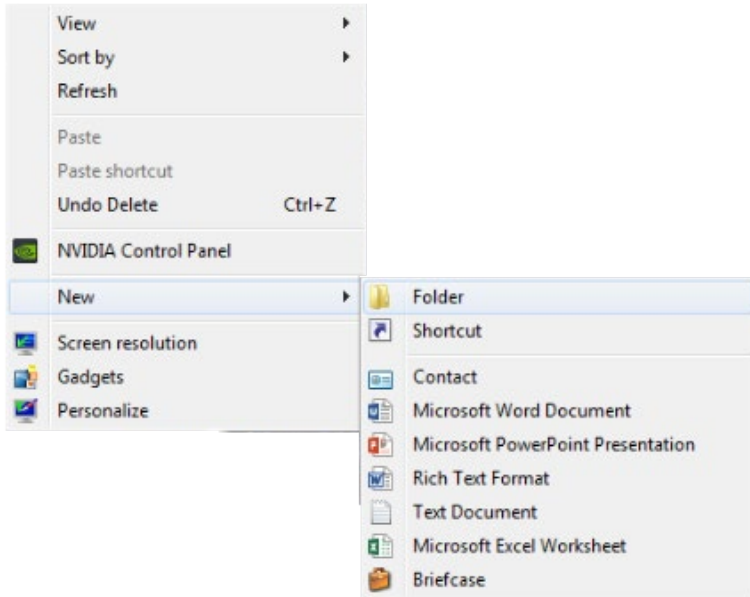 View
Sort by
Refresh
Paste
Paste shortcut
Undo Delete Ctrl+Z
NVIDIA Control Panel
New
Screen resolution
Gadgets
Personalize
Folder
Shortcut
Contact
Microsoft Word Document
Microsoft PowerPoint Presentation
Rich Text Format
Text Document
Microsoft Excel Worksheet
Briefcase